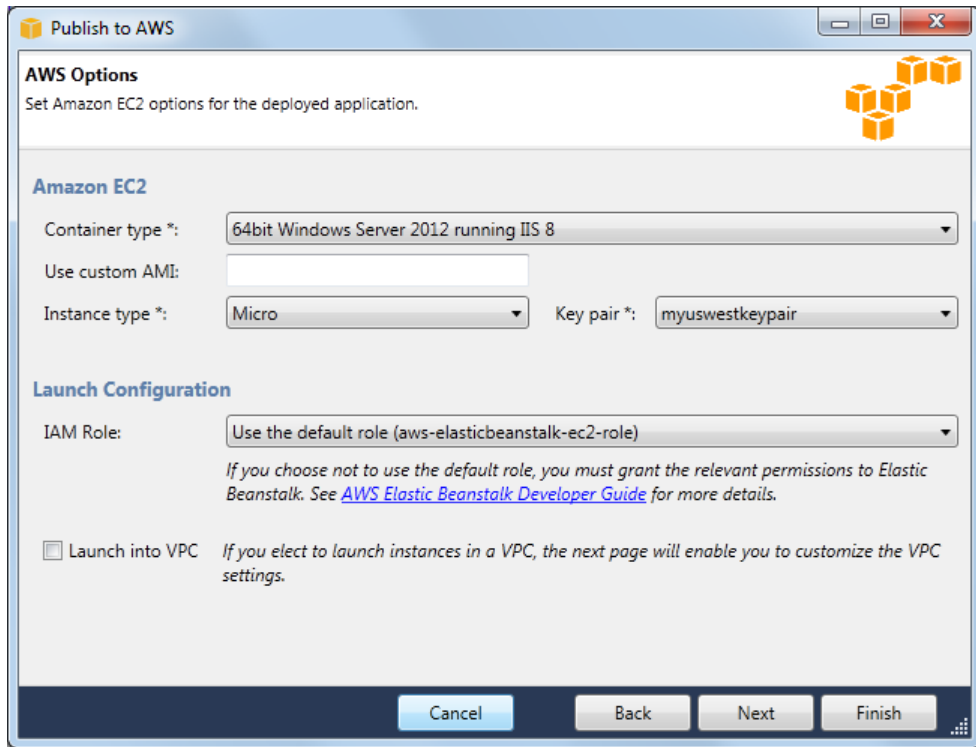 Publish to AWS
AWS Options
Set Amazon EC2 options for the deployed application.
Amazon EC2
Container type *: 64bit Windows Server 2012 running IIS 8
Use custom AMI:
Instance type *: Micro Key pair *: myuswestkeypair
Launch Configuration
IAM Role: Use the default role (aws-elasticbeanstalk-ec2-role)
If you choose not to use the default role, you must grant the relevant permissions to Elastic
Beanstalk. See AWS Elastic Beanstalk Developer Guide for more details.
Launch into VPC If you elect to launch instances in a VPC, the next page will enable you to customize the VPC
settings.
Cancel Back Next Finish